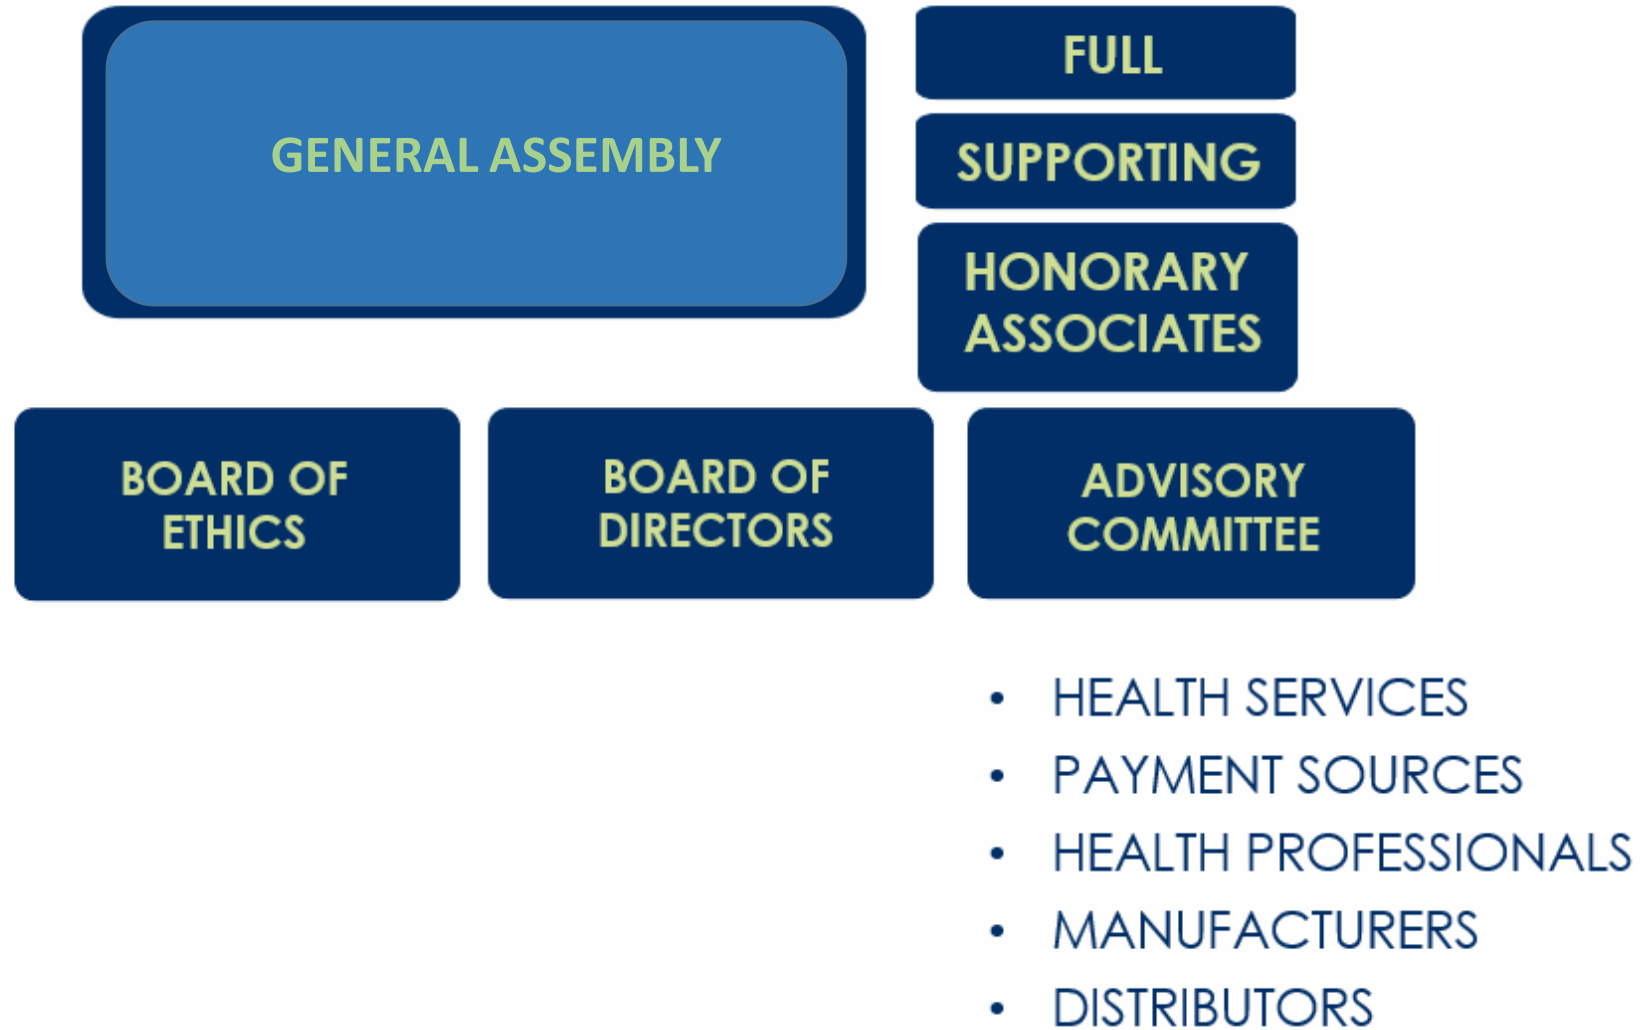 GENERAL ASSEMBLY
FULL
SUPPORTING
HONORARY
ASSOCIATES
BOARD OF
ETHICS
BOARD OF
DIRECTORS
ADVISORY
COMMITTEE
• HEALTH SERVICES
• PAYMENT SOURCES
• HEALTH PROFESSIONALS
• MANUFACTURERS
• DISTRIBUTORS